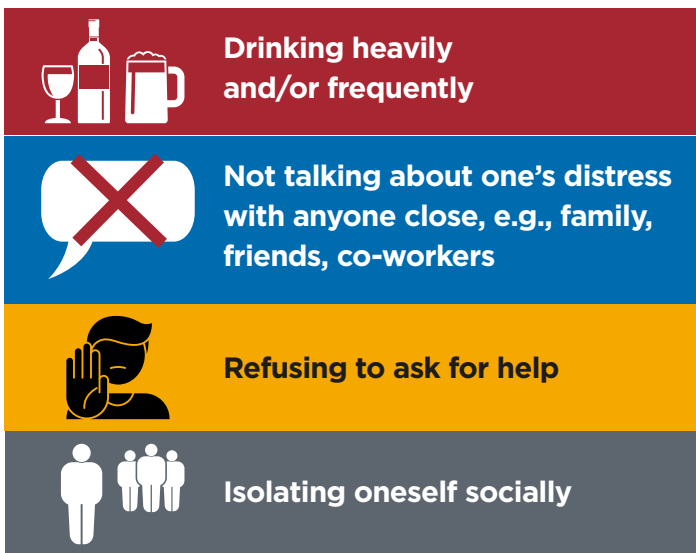 Drinking heavily
and/or frequently
Not talking about one’s distress
with anyone close, e.g., family,
friends, co-workers
Refusing to ask for help
Isolating oneself socially